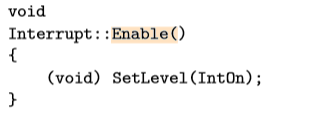 void
Interrupt::Enable()
{
    (void) SetLevel(IntOn);
}